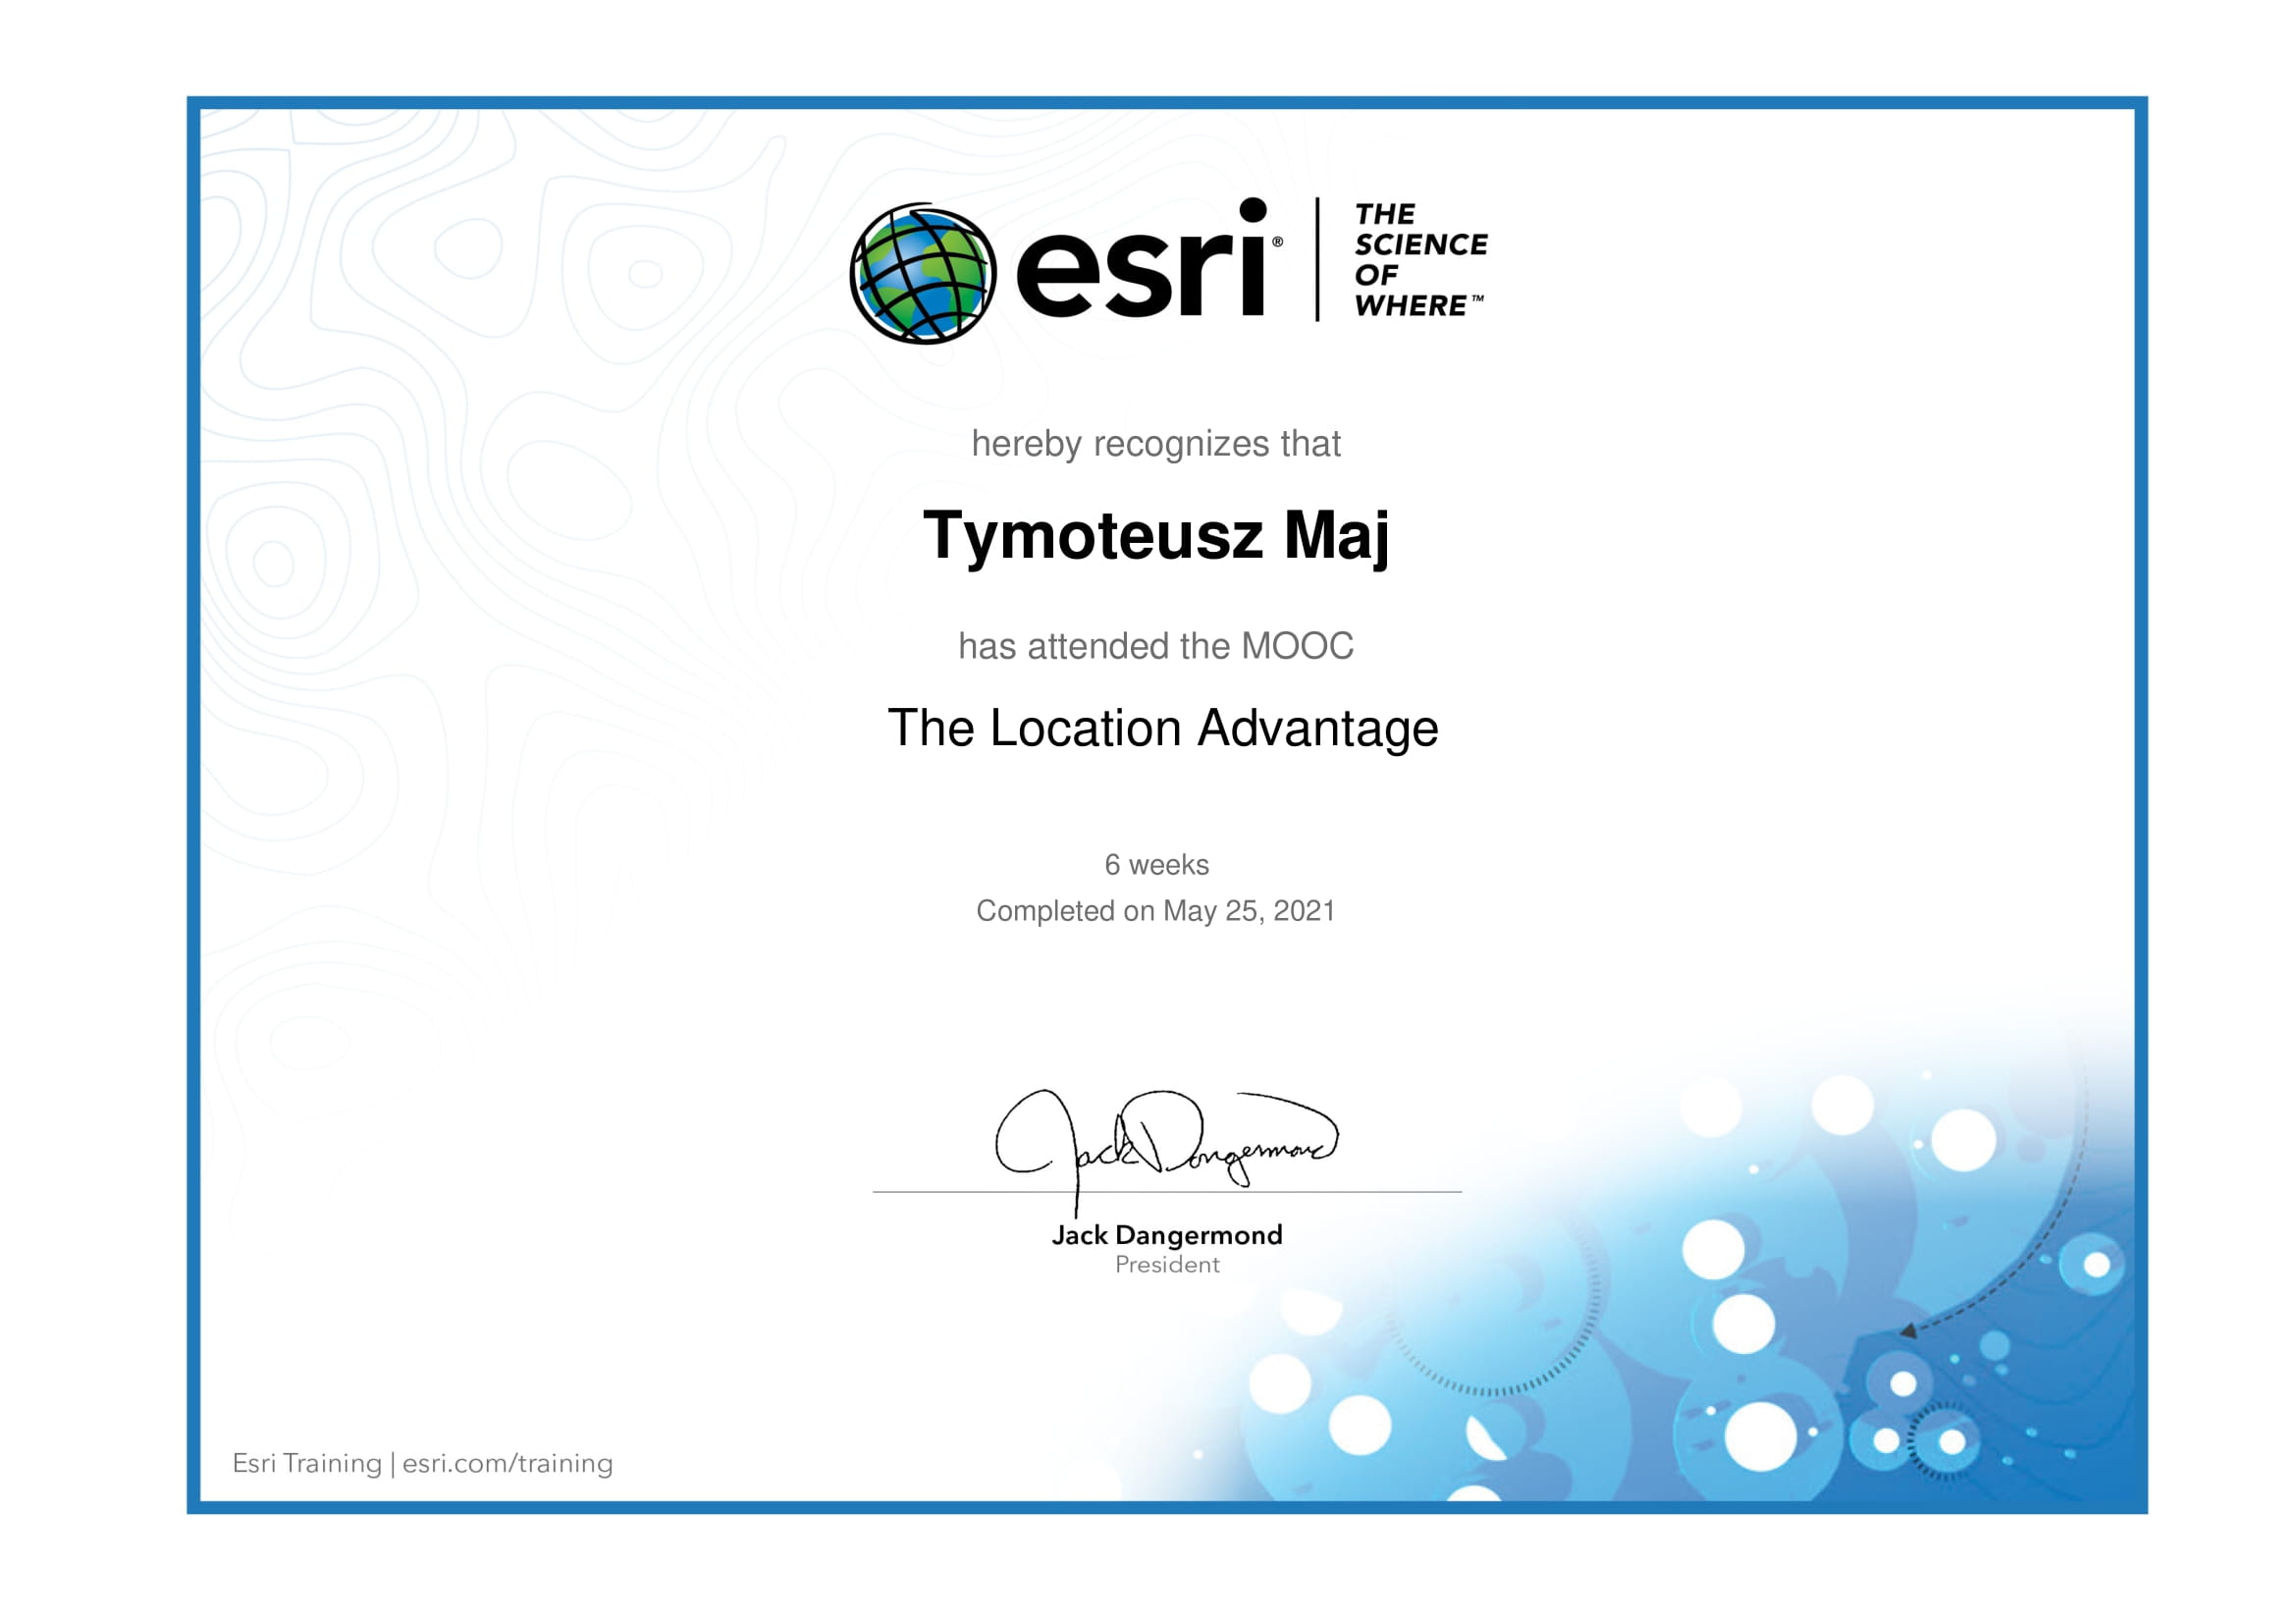 esri®
THE
SCIENCE
OF
WHERE™
hereby recognizes that
Tymoteusz Maj
has attended the MOOC
The Location Advantage
6 weeks
Completed on May 25, 2021
Jack Dangermond
Jack Dangermond
President
Esri Training | esri.com/training